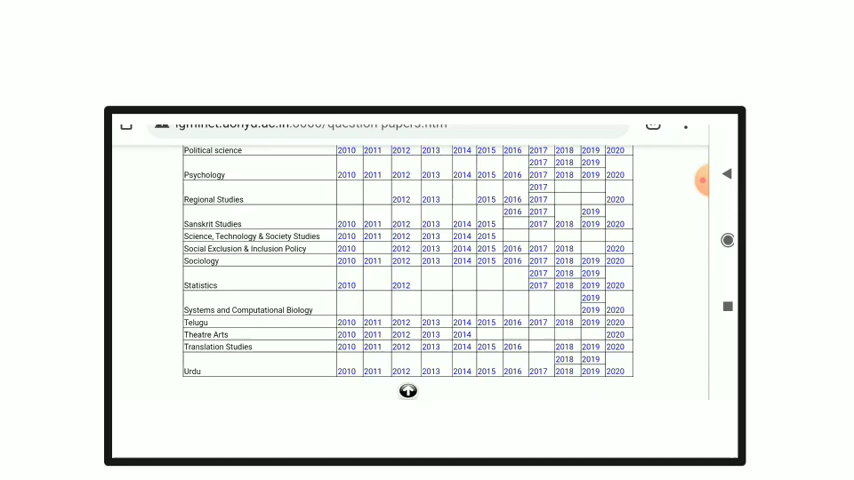 Political science 2010 2011 2012 2013 2014 2015 2016 2017 2018 2019 2020
2017 2018 2019
Psychology 2010 2011 2012 2013 2014 2015 2016 2017 2018 2019 2020
2017
Regional Studies 2012 2013 2015 2016 2017 2020
2016 2017 2019
Sanskrit Studies 2010 2011 2012 2013 2014 2015 2017 2018 2019 2020
Science, Technology & Society Studies 2010 2011 2012 2013 2014 2015
Social Exclusion & Inclusion Policy 2010 2012 2013 2014 2015 2016 2017 2018 2020
Sociology 2010 2011 2012 2013 2014 2015 2016 2017 2018 2019 2020
2017 2018 2019
Statistics 2010 2012 2017 2018 2019 2020
2019
Systems and Computational Biology 2019 2020
Telugu 2010 2011 2012 2013 2014 2015 2016 2017 2018 2019 2020
Theatre Arts 2010 2011 2012 2013 2014 2020
Translation Studies 2010 2011 2012 2013 2014 2015 2016 2018 2019 2020
2018 2019
Urdu 2010 2011 2012 2013 2014 2015 2016 2017 2018 2019 2020